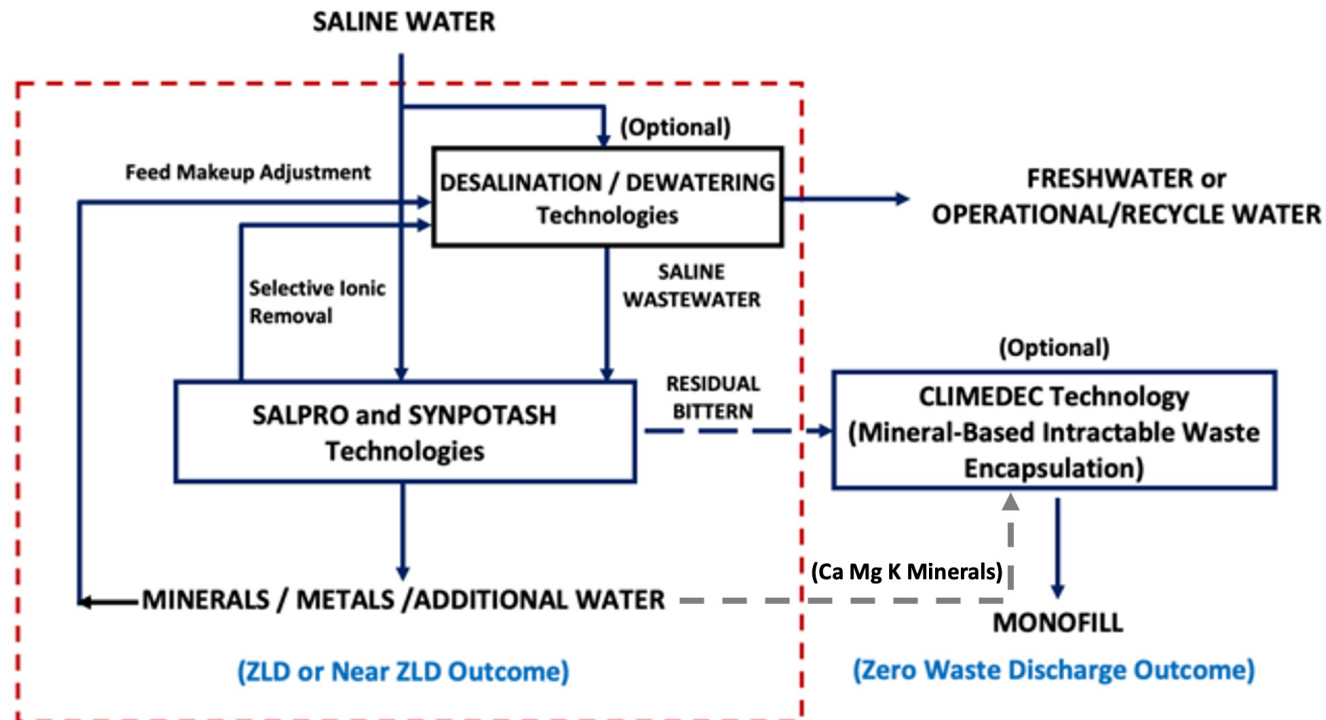 SALINE WATER
(Optional)
Feed Makeup Adjustment
DESALINATION / DEWATERING
Technologies
FRESHWATER or
OPERATIONAL/RECYCLE WATER
Selective Ionic
Removal
SALINE
WASTEWATER
(Optional)
RESIDUAL
BITTERN
SALPRO and SYNPOTASH
Technologies
CLIMEDEC Technology
(Mineral-Based Intractable Waste
Encapsulation)
(Ca Mg K Minerals)
MINERALS / METALS /ADDITIONAL WATER
MONOFILL
(ZLD or Near ZLD Outcome)
(Zero Waste Discharge Outcome)